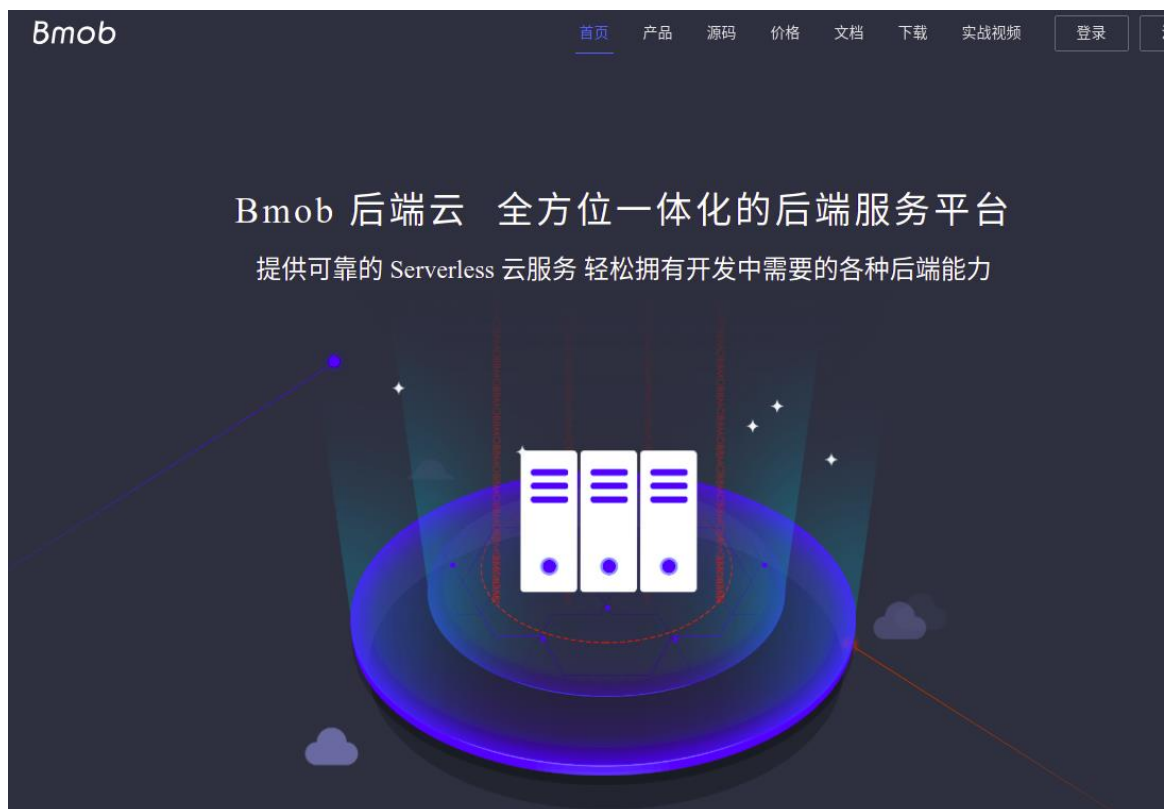 Bmob 首页 产品 源码 价格 文档 下载 实战视频 登录
Bmob 后端云 全方位一体化的后端服务平台
提供可靠的 Serverless 云服务 轻松拥有开发中需要的各种后端能力